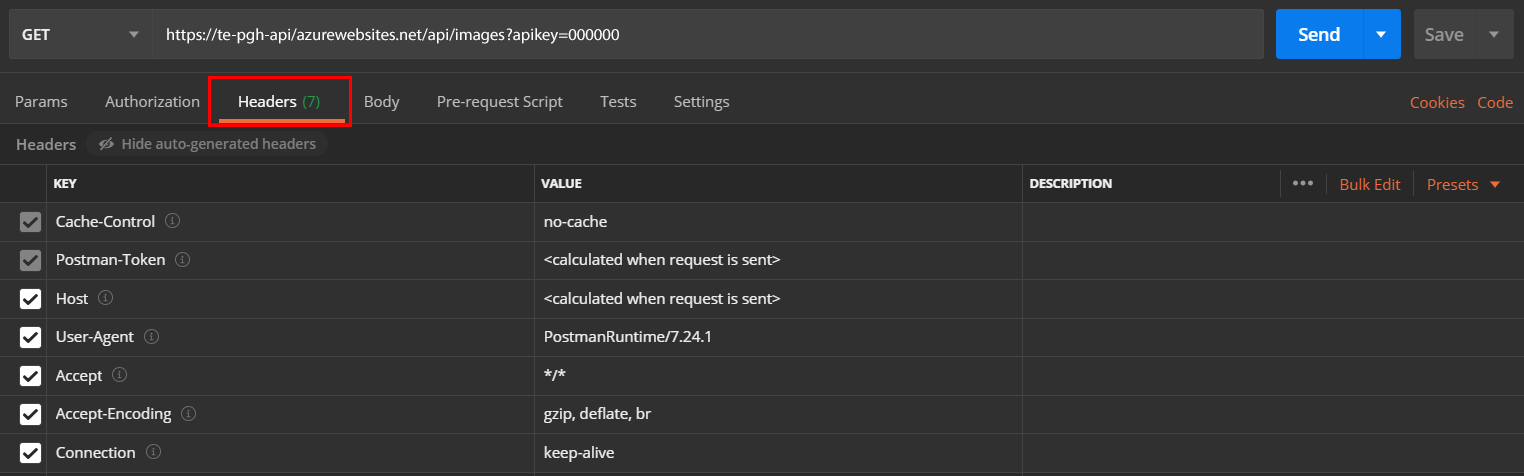 GET https://te-pgh-api/azurewebsites.net/api/images?apikey=000000 Send Save
Params Authorization Headers (7) Body Pre-request Script Tests Settings Cookies Code
Headers Hide auto-generated headers
KEY VALUE DESCRIPTION ••• Bulk Edit Presets
Cache-Control no-cache
Postman-Token <calculated when request is sent>
Host <calculated when request is sent>
User-Agent PostmanRuntime/7.24.1
Accept */*
Accept-Encoding gzip, deflate, br
Connection keep-alive